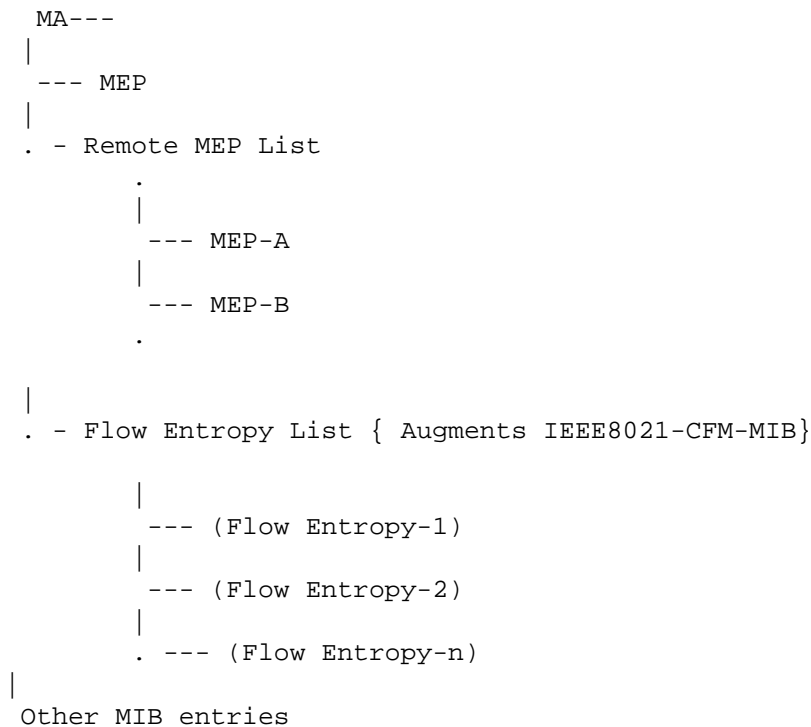 MA---
|
--- MEP
|
. - Remote MEP List
.
|
--- MEP-A
|
--- MEP-B
.
|
. - Flow Entropy List { Augments IEEE8021-CFM-MIB}
|
--- (Flow Entropy-1)
|
--- (Flow Entropy-2)
|
. --- (Flow Entropy-n)
|
Other MIB entries